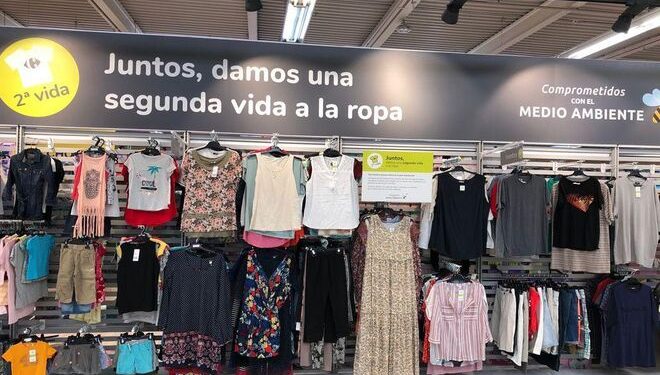 2ª vida
Juntos, damos una
segunda vida a la ropa
Comprometidos
CON EL
MEDIO AMBIENTE
Juntos,